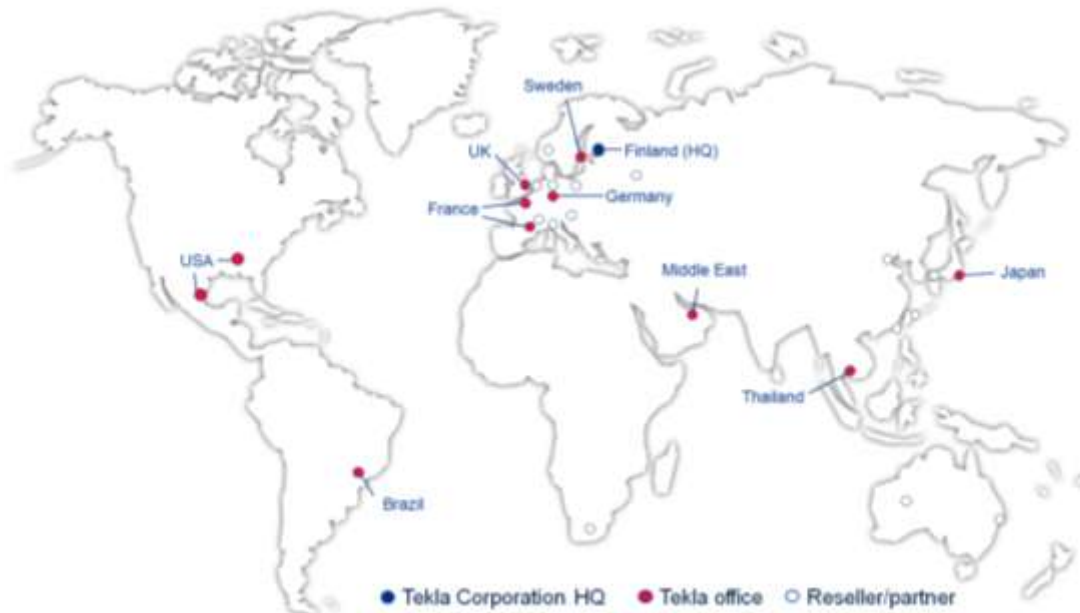 Sweden
UK
Finland (HQ)
France
Germany
USA
Middle East
Japan
Thailand
Brazil
Tekla Corporation HQ Tekla office Reseller/partner